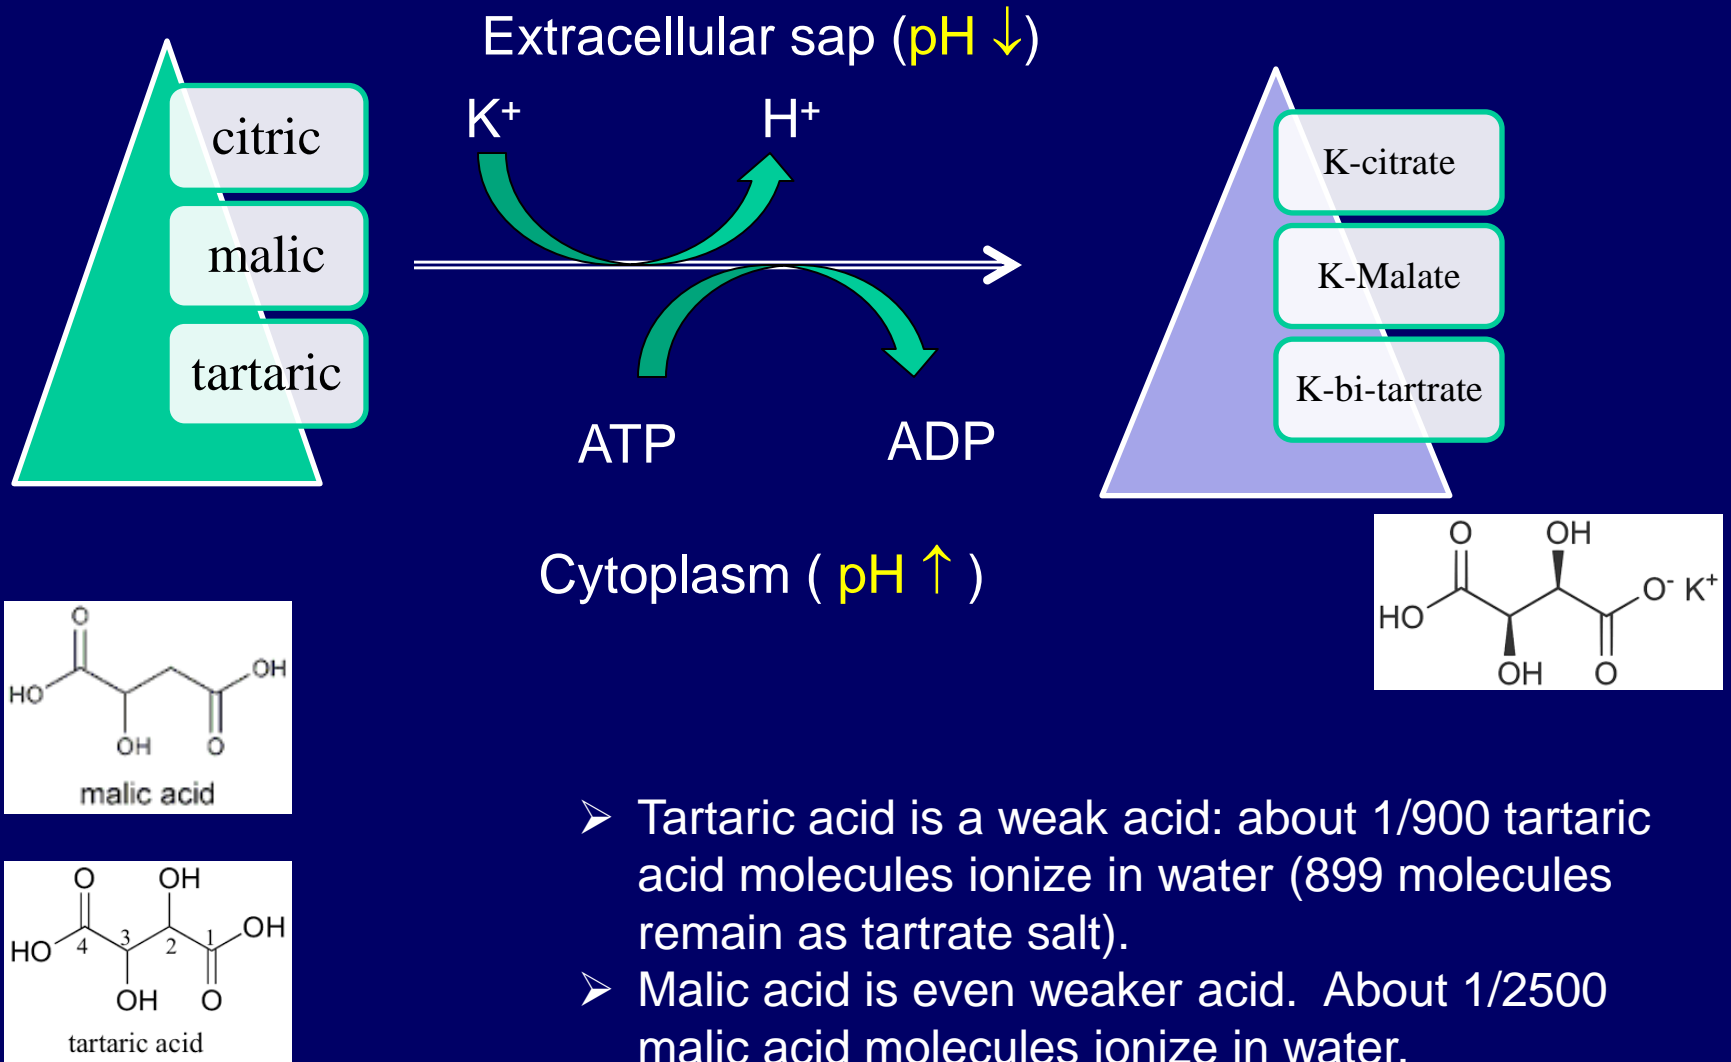 Extracellular sap (pH ↓)
citric
malic
tartaric
K⁺
H⁺
ATP
ADP
Cytoplasm ( pH ↑ )
K-citrate
K-Malate
K-bi-tartrate
O
OH
HO
O⁻ K⁺
OH
O
O
OH
HO
OH
O
malic acid
O
OH
OH
HO
4
3
2
1
OH
O
tartaric acid
➢ Tartaric acid is a weak acid: about 1/900 tartaric
acid molecules ionize in water (899 molecules
remain as tartrate salt).
➢ Malic acid is even weaker acid. About 1/2500
malic acid molecules ionize in water.